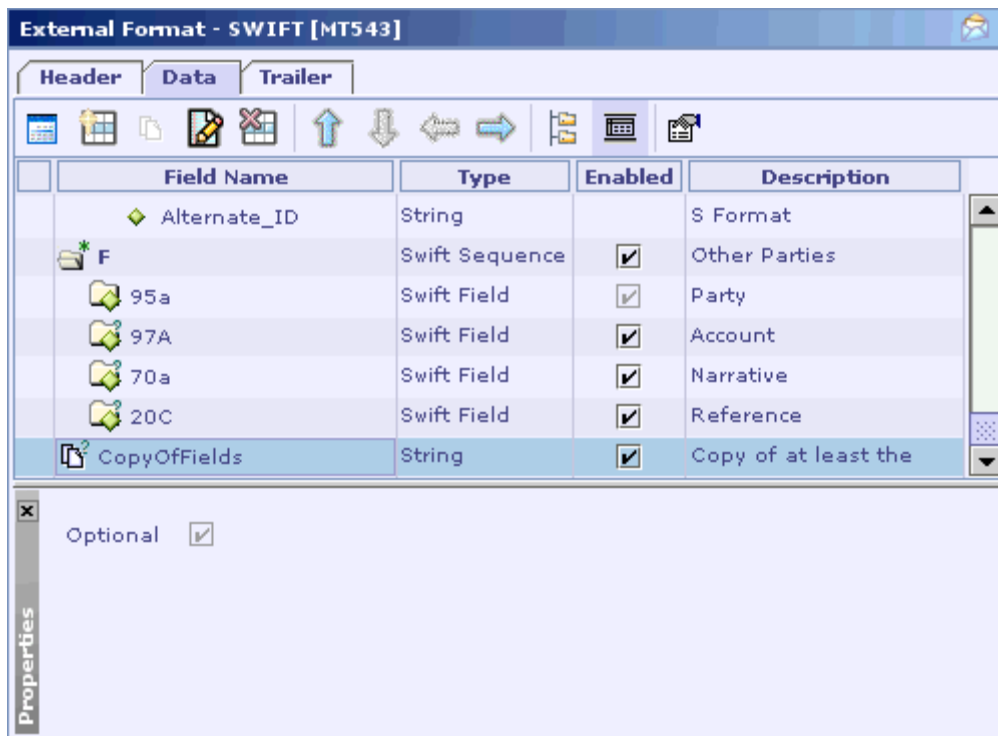 External Format - SWIFT [MT543]
Header Data Trailer
Field Name Type Enabled Description
Alternate_ID String S Format
F Swift Sequence Other Parties
95a Swift Field Party
97A Swift Field Account
70a Swift Field Narrative
20C Swift Field Reference
CopyOfFields String Copy of at least the
Optional
Properties